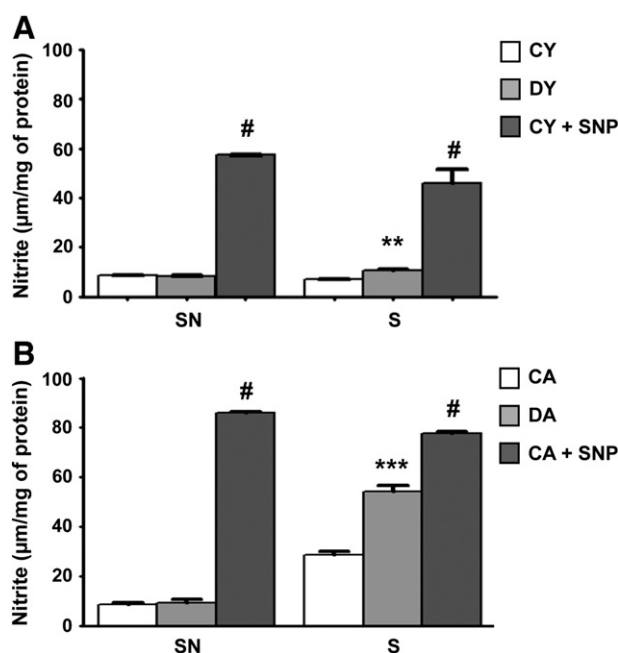 A
Nitrite (µm/mg of protein)
100
80
60
40
20
0
#
**
#
SN
S
CY
DY
CY + SNP
B
Nitrite (µm/mg of protein)
100
80
60
40
20
0
#
***
#
SN
S
CA
DA
CA + SNP